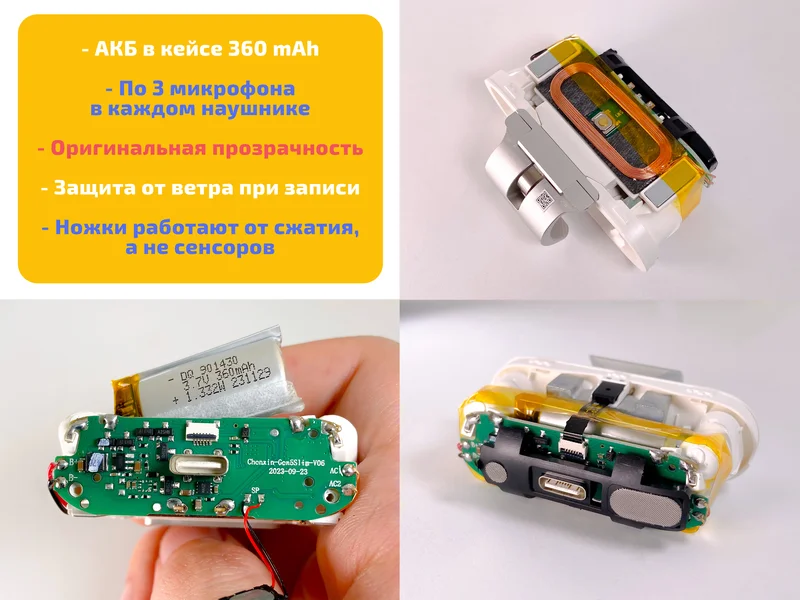 - АКБ в кейсе 360 mAh
- По 3 микрофона
в каждом наушнике
- Оригинальная прозрачность
- Защита от ветра при записи
- Ножки работают от сжатия,
а не сенсоров
- DQ 901430
3.7V 360mAh
+ 1.332W 231129
Chenxin-Gem5Slim-V06
2023-09-23
B+
B-
SP
AC1
AC2